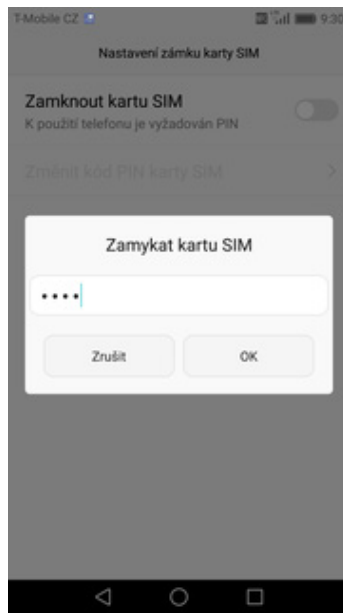 T-Mobile CZ 9:30
Nastavení zámku karty SIM
Zamknout kartu SIM
K použití telefonu je vyžadován PIN
Změnit kód PIN karty SIM
Zamykat kartu SIM
••••
Zrušit OK